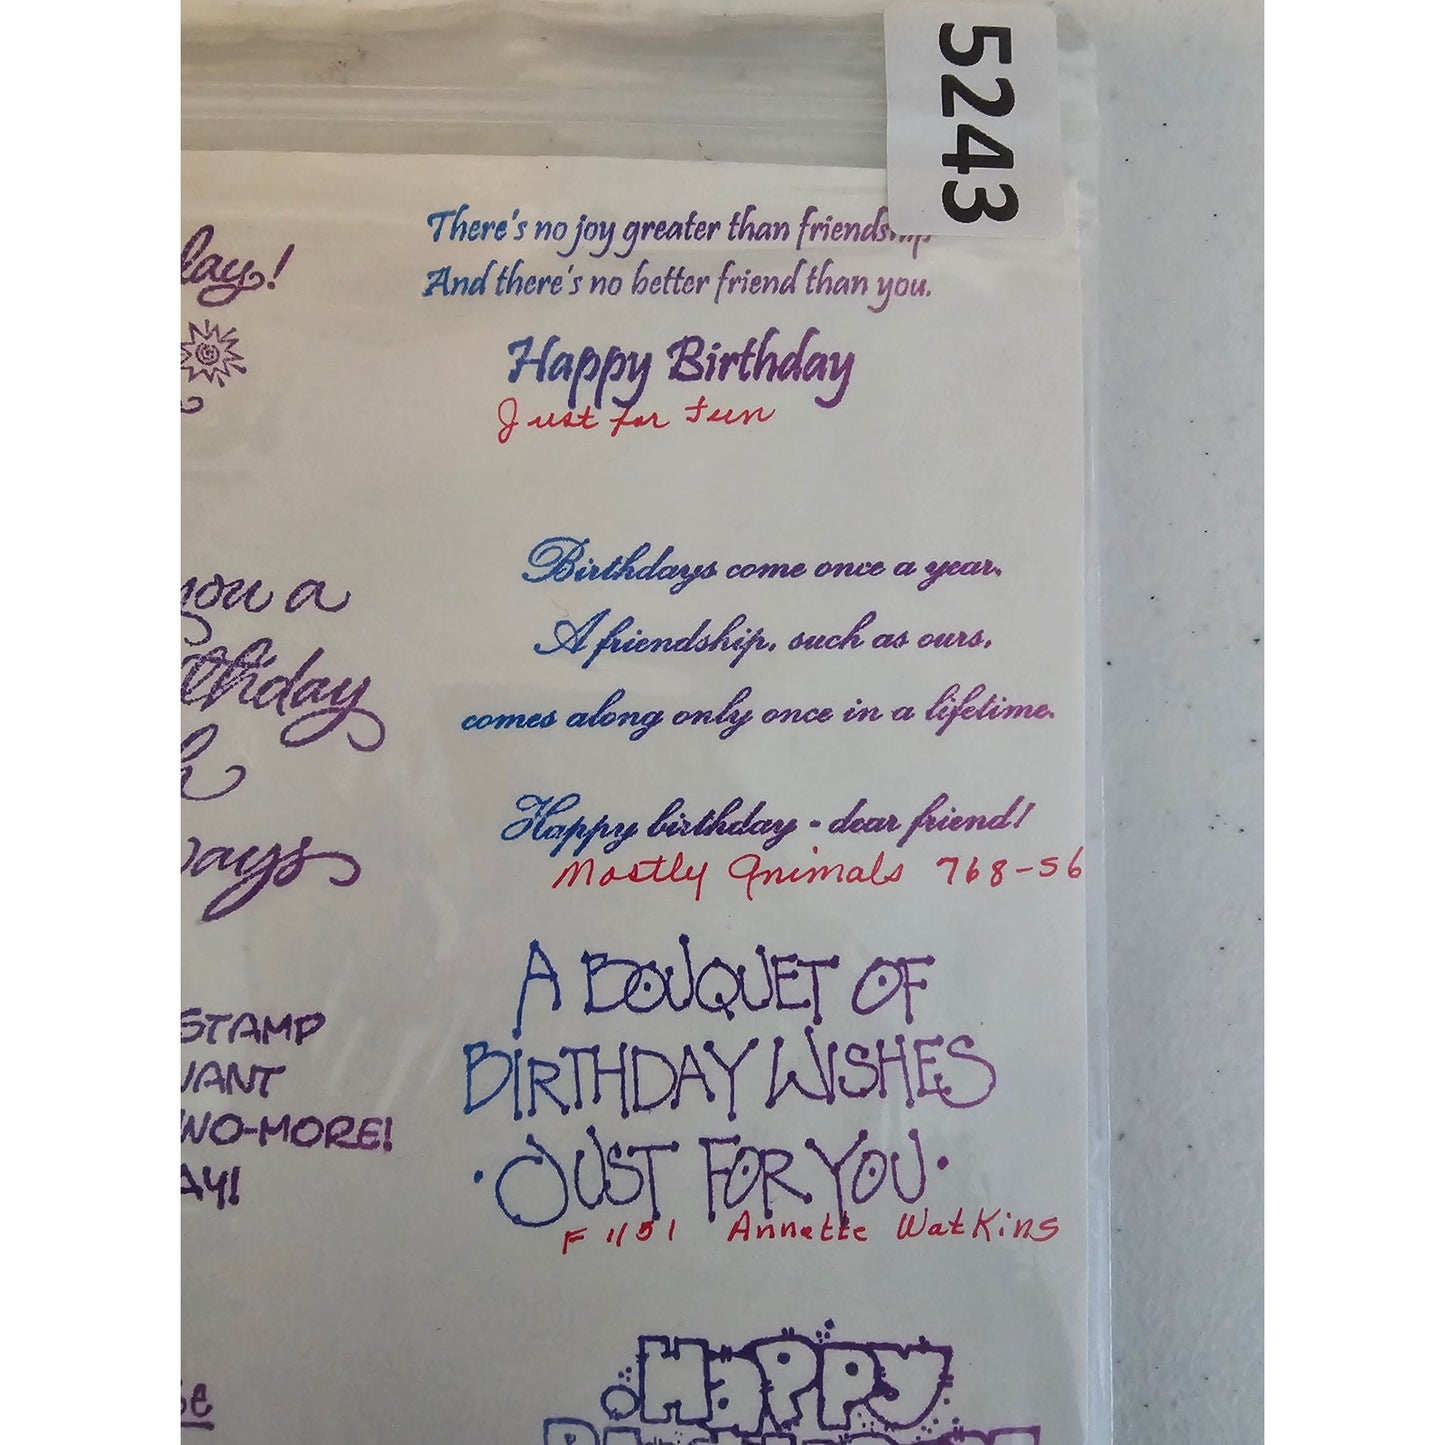 5243
There's no joy greater than friendship
And there's no better friend than you.
Happy Birthday
Just for Fun
Birthdays come once a year.
A friendship, such as ours,
comes along only once in a lifetime.
Happy birthday - dear friend!
Mostly Animals 768-56
A BOUQUET OF
BIRTHDAY WISHES
·JUST FOR YOU·
F 1151 Annette Watkins
HAPPY
lay!
you a
thday
h
ays
STAMP
WANT
WO-MORE!
AY!